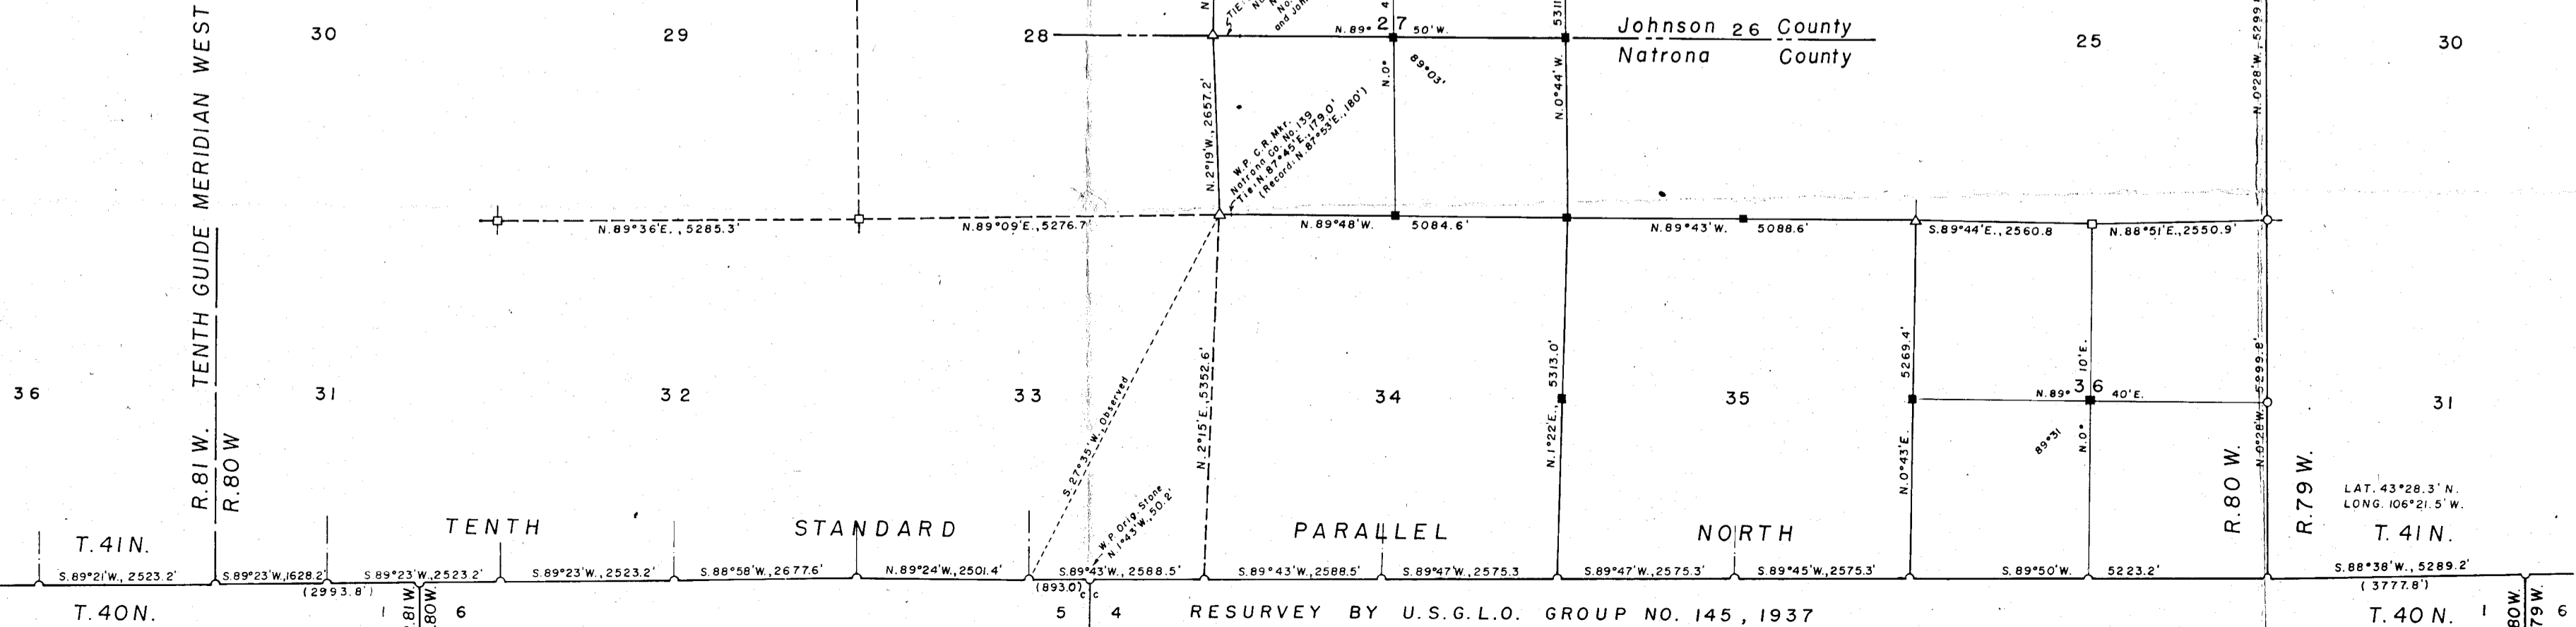 30
29
28
27
N.89° 50'W.
Johnson 26 County
Natrona County
25
30
TENTH GUIDE MERIDIAN WEST
N.2°19'W., 2657.2'
N.0°
89°03'
5311
N.0°44'W.
N.0°28'W. 5299
W.P. C.R. Mkr.
Natrona Co. No. 139
Tie: N.87°45'E., 179.0'
(Record: N.87°53'E., 180')
N.89°36'E., 5285.3'
N.89°09'E., 5276.7'
N.89°48'W. 5084.6'
N.89°43'W. 5088.6'
S.89°44'E., 2560.8
N.88°51'E., 2550.9'
36
31
32
33
34
35
36
31
S.27°35'W. Observed
N.2°15'E., 5352.6'
N.1°22'E. 5313.0'
N.0°43'E. 5269.4'
10'E.
N.89° 40'E.
89°31
N.0°
N.0°28'W. 5299.8'
R.81W.
R.80W
R.80W.
R.79W.
LAT. 43°28.3' N.
LONG. 106°21.5' W.
W.P. Orig. Stone
N.1°43'W., 50.2'
T.41N.
TENTH STANDARD PARALLEL NORTH
T.41N.
S.89°21'W., 2523.2'
S.89°23'W., 1628.2'
S.89°23'W., 2523.2'
S.89°23'W., 2523.2'
S.88°58'W., 2677.6'
N.89°24'W., 2501.4'
S.89°43'W., 2588.5'
S.89°43'W., 2588.5'
S.89°47'W., 2575.3
S.89°47'W., 2575.3'
S.89°45'W., 2575.3'
S.89°50'W. 5223.2'
S.88°38'W., 5289.2'
(2993.8')
(893.0')
c c
(3777.8')
T.40N.
1
81W.
80W.
6
5
4
RESURVEY BY U.S.G.L.O. GROUP NO. 145, 1937
T.40N.
1
80W.
79W.
6